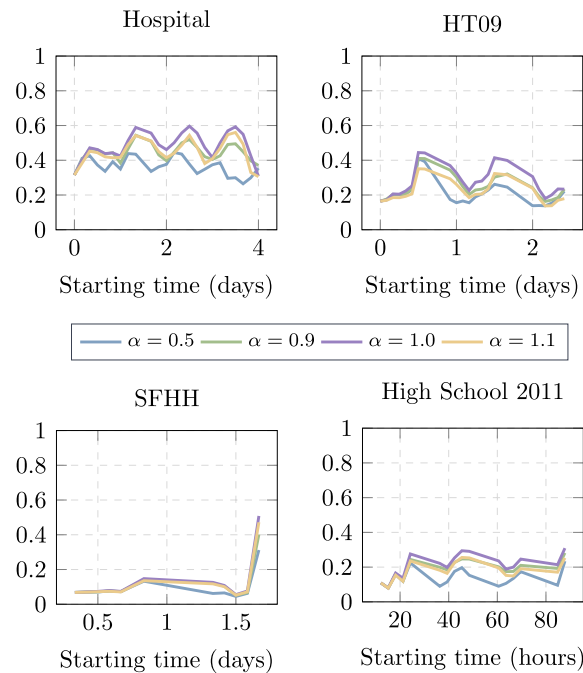 Hospital
HT09
1
0.8
0.6
0.4
0.2
0
0 2 4
Starting time (days)
1
0.8
0.6
0.4
0.2
0
0 1 2
Starting time (days)
α = 0.5 α = 0.9 α = 1.0 α = 1.1
SFHH
High School 2011
1
0.8
0.6
0.4
0.2
0
0.5 1 1.5
Starting time (days)
1
0.8
0.6
0.4
0.2
0
20 40 60 80
Starting time (hours)